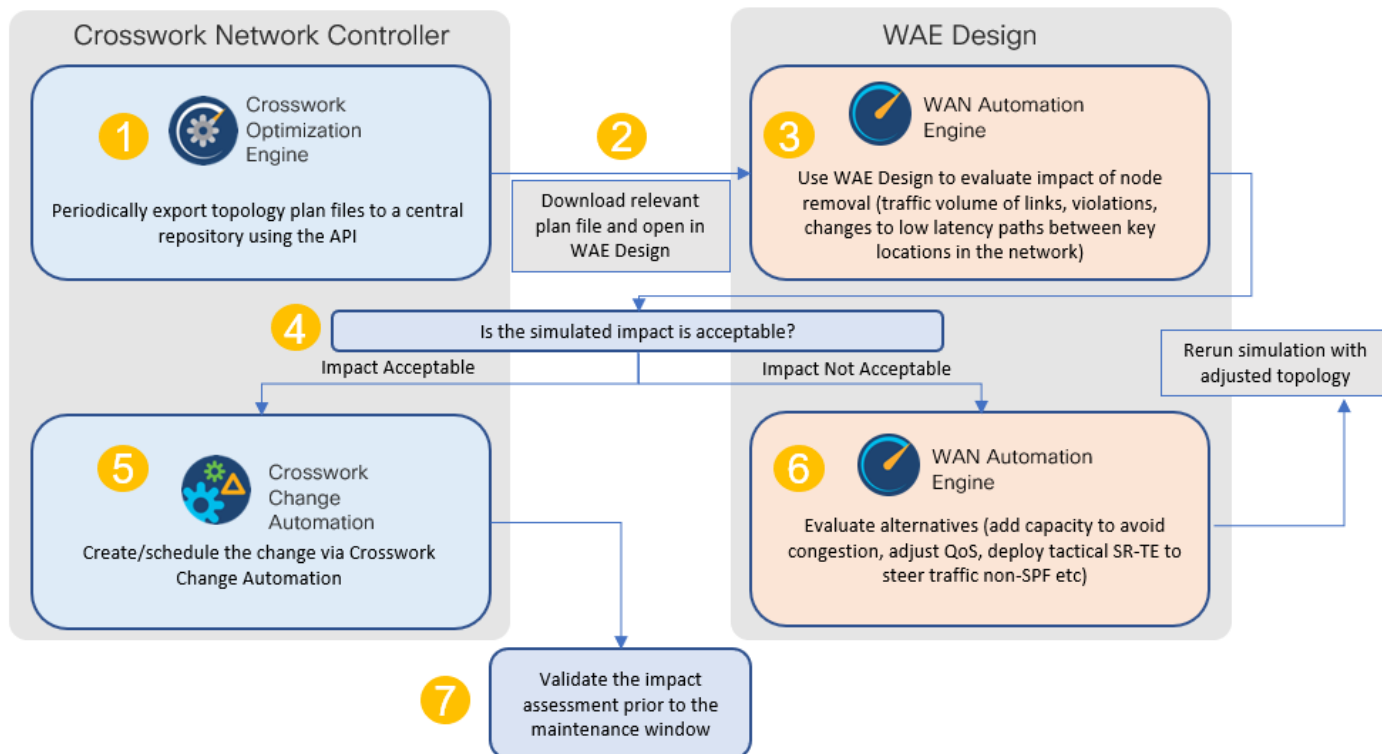 Crosswork Network Controller
WAE Design
1
Crosswork
Optimization
Engine
Periodically export topology plan files to a central
repository using the API
2
Download relevant
plan file and open in
WAE Design
3
WAN Automation
Engine
Use WAE Design to evaluate impact of node
removal (traffic volume of links, violations,
changes to low latency paths between key
locations in the network)
4
Is the simulated impact is acceptable?
Impact Acceptable
Impact Not Acceptable
Rerun simulation with
adjusted topology
5
Crosswork
Change
Automation
Create/schedule the change via Crosswork
Change Automation
6
WAN Automation
Engine
Evaluate alternatives (add capacity to avoid
congestion, adjust QoS, deploy tactical SR-TE to
steer traffic non-SPF etc)
7
Validate the impact
assessment prior to the
maintenance window